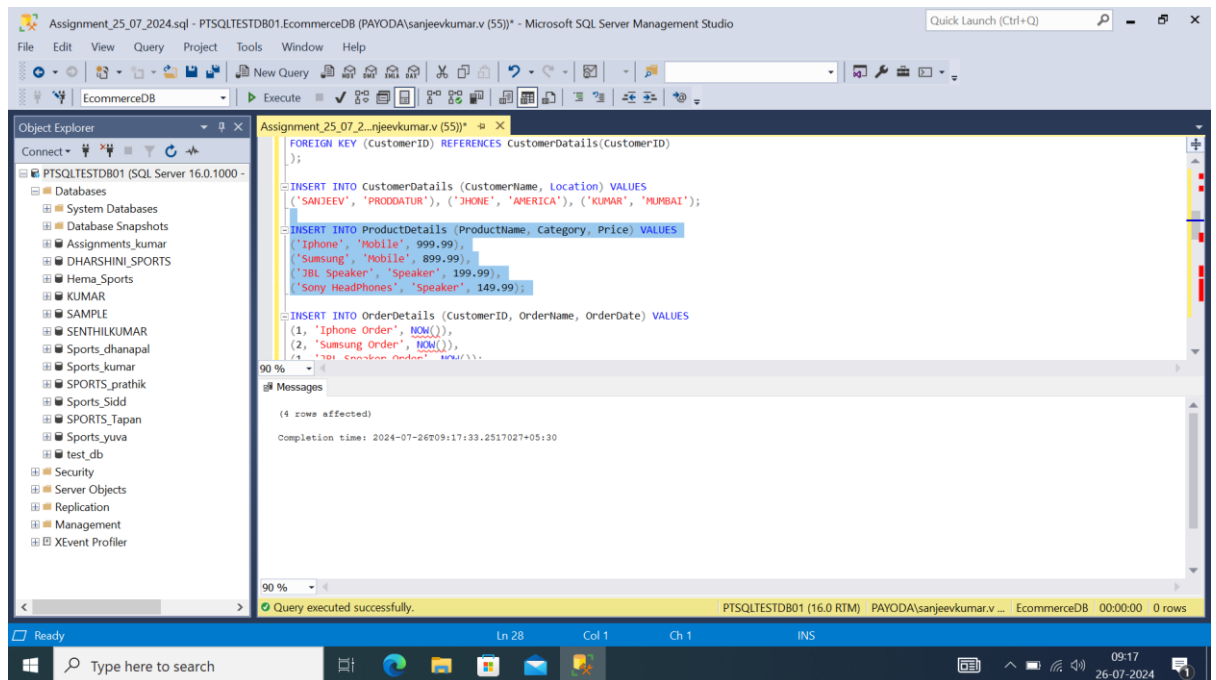 Assignment_25_07_2024.sql - PTSQLTESTDB01.EcommerceDB (PAYODA\sanjeevkumar.v (55))* - Microsoft SQL Server Management Studio
Quick Launch (Ctrl+Q)
File Edit View Query Project Tools Window Help
New Query
EcommerceDB
Execute
Object Explorer
Connect
PTSQLTESTDB01 (SQL Server 16.0.1000 -
Databases
System Databases
Database Snapshots
Assignments_kumar
DHARSHINI_SPORTS
Hema_Sports
KUMAR
SAMPLE
SENTHILKUMAR
Sports_dhanapal
Sports_kumar
SPORTS_prathik
Sports_Sidd
SPORTS_Tapan
Sports_yuva
test_db
Security
Server Objects
Replication
Management
XEvent Profiler
Assignment_25_07_2...njeevkumar.v (55))*
FOREIGN KEY (CustomerID) REFERENCES CustomerDatails(CustomerID)
);
INSERT INTO CustomerDatails (CustomerName, Location) VALUES
('SANJEEV', 'PRODDATUR'), ('JHONE', 'AMERICA'), ('KUMAR', 'MUMBAI');
INSERT INTO ProductDetails (ProductName, Category, Price) VALUES
('Iphone', 'Mobile', 999.99),
('Sumsung', 'Mobile', 899.99),
('JBL Speaker', 'Speaker', 199.99),
('Sony HeadPhones', 'Speaker', 149.99);
INSERT INTO OrderDetails (CustomerID, OrderName, OrderDate) VALUES
(1, 'Iphone Order', NOW()),
(2, 'Sumsung Order', NOW()),
(1, 'JBL Speaker Order', NOW());
90 %
Messages
(4 rows affected)
Completion time: 2024-07-26T09:17:33.2517027+05:30
90 %
Query executed successfully.
PTSQLTESTDB01 (16.0 RTM) PAYODA\sanjeevkumar.v ... EcommerceDB 00:00:00 0 rows
Ready Ln 28 Col 1 Ch 1 INS
Type here to search
09:17
26-07-2024